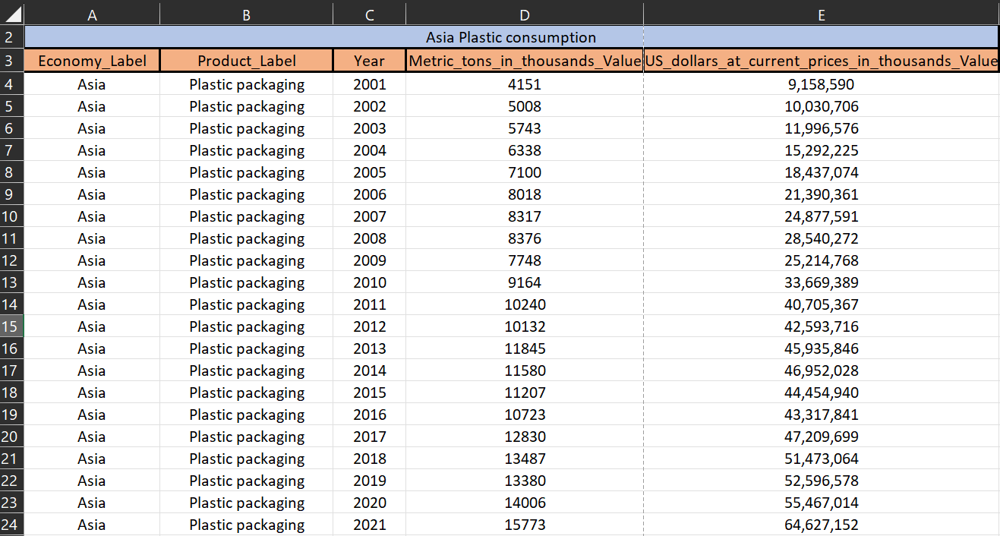 A B C D E
2 Asia Plastic consumption
3 Economy_Label Product_Label Year Metric_tons_in_thousands_Value US_dollars_at_current_prices_in_thousands_Value
4 Asia Plastic packaging 2001 4151 9,158,590
5 Asia Plastic packaging 2002 5008 10,030,706
6 Asia Plastic packaging 2003 5743 11,996,576
7 Asia Plastic packaging 2004 6338 15,292,225
8 Asia Plastic packaging 2005 7100 18,437,074
9 Asia Plastic packaging 2006 8018 21,390,361
10 Asia Plastic packaging 2007 8317 24,877,591
11 Asia Plastic packaging 2008 8376 28,540,272
12 Asia Plastic packaging 2009 7748 25,214,768
13 Asia Plastic packaging 2010 9164 33,669,389
14 Asia Plastic packaging 2011 10240 40,705,367
15 Asia Plastic packaging 2012 10132 42,593,716
16 Asia Plastic packaging 2013 11845 45,935,846
17 Asia Plastic packaging 2014 11580 46,952,028
18 Asia Plastic packaging 2015 11207 44,454,940
19 Asia Plastic packaging 2016 10723 43,317,841
20 Asia Plastic packaging 2017 12830 47,209,699
21 Asia Plastic packaging 2018 13487 51,473,064
22 Asia Plastic packaging 2019 13380 52,596,578
23 Asia Plastic packaging 2020 14006 55,467,014
24 Asia Plastic packaging 2021 15773 64,627,152